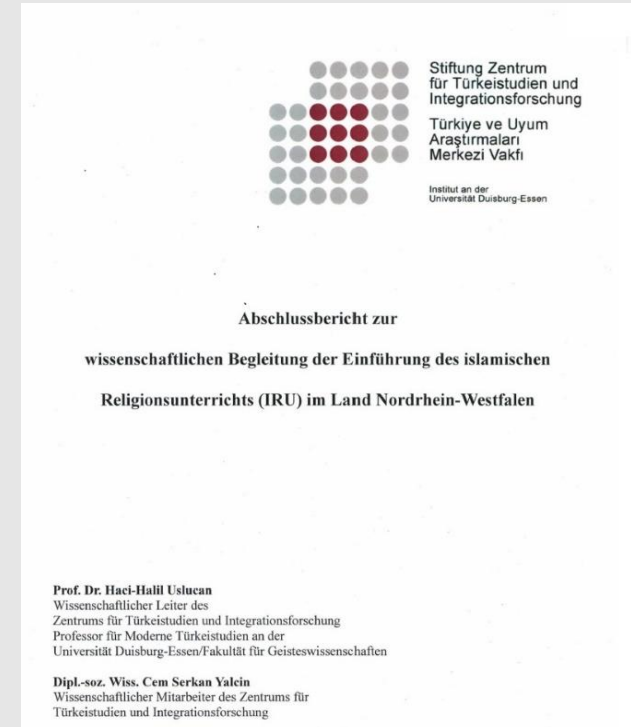 Stiftung Zentrum
für Türkeistudien und
Integrationsforschung
Türkiye ve Uyum
Araştırmaları
Merkezi Vakfı
Institut an der
Universität Duisburg-Essen
Abschlussbericht zur
wissenschaftlichen Begleitung der Einführung des islamischen
Religionsunterrichts (IRU) im Land Nordrhein-Westfalen
Prof. Dr. Haci-Halil Uslucan
Wissenschaftlicher Leiter des
Zentrums für Türkeistudien und Integrationsforschung
Professor für Moderne Türkeistudien an der
Universität Duisburg-Essen/Fakultät für Geisteswissenschaften
Dipl.-soz. Wiss. Cem Serkan Yalcin
Wissenschaftlicher Mitarbeiter des Zentrums für
Türkeistudien und Integrationsforschung